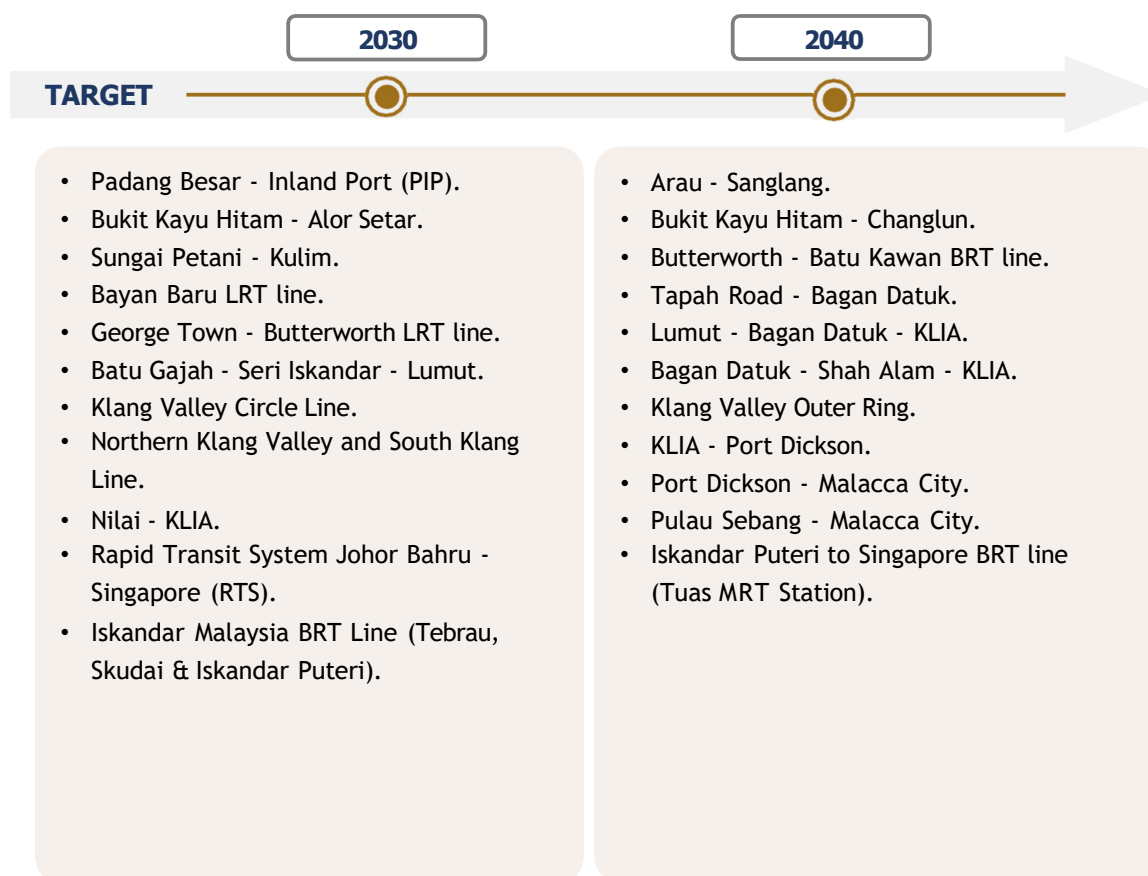 2030
2040
TARGET
• Padang Besar - Inland Port (PIP).
• Bukit Kayu Hitam - Alor Setar.
• Sungai Petani - Kulim.
• Bayan Baru LRT line.
• George Town - Butterworth LRT line.
• Batu Gajah - Seri Iskandar - Lumut.
• Klang Valley Circle Line.
• Northern Klang Valley and South Klang
Line.
• Nilai - KLIA.
• Rapid Transit System Johor Bahru -
Singapore (RTS).
• Iskandar Malaysia BRT Line (Tebrau,
Skudai & Iskandar Puteri).
• Arau - Sanglang.
• Bukit Kayu Hitam - Changlun.
• Butterworth - Batu Kawan BRT line.
• Tapah Road - Bagan Datuk.
• Lumut - Bagan Datuk - KLIA.
• Bagan Datuk - Shah Alam - KLIA.
• Klang Valley Outer Ring.
• KLIA - Port Dickson.
• Port Dickson - Malacca City.
• Pulau Sebang - Malacca City.
• Iskandar Puteri to Singapore BRT line
(Tuas MRT Station).